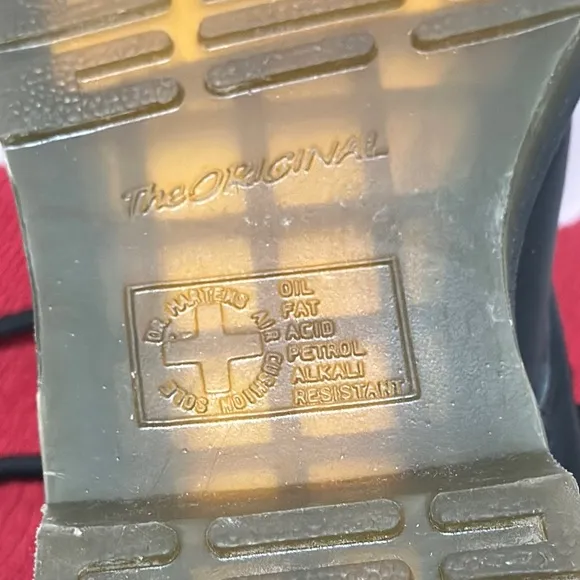 The ORIGINAL
DR. MARTENS AIR CUSHION SOLE
OIL
FAT
ACID
PETROL
ALKALI
RESISTANT